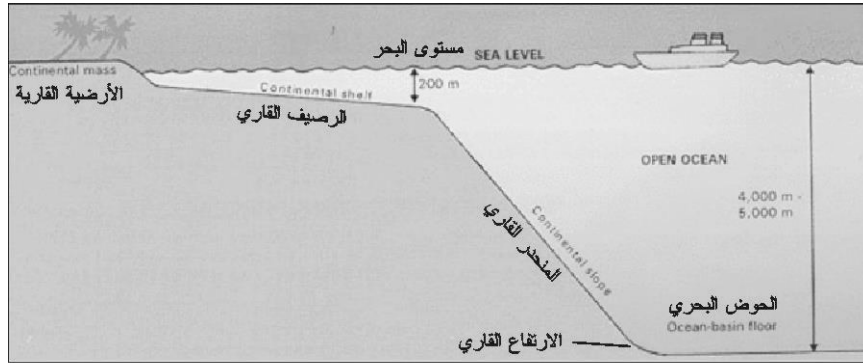 مستوى البحر
SEA LEVEL
Continental mass
الأرضية القارية
200 m
Continental shelf
الرصيف القاري
OPEN OCEAN
4,000 m -
5,000 m
Continental slope
المنحدر القاري
الحوض البحري
Ocean-basin floor
الارتفاع القاري